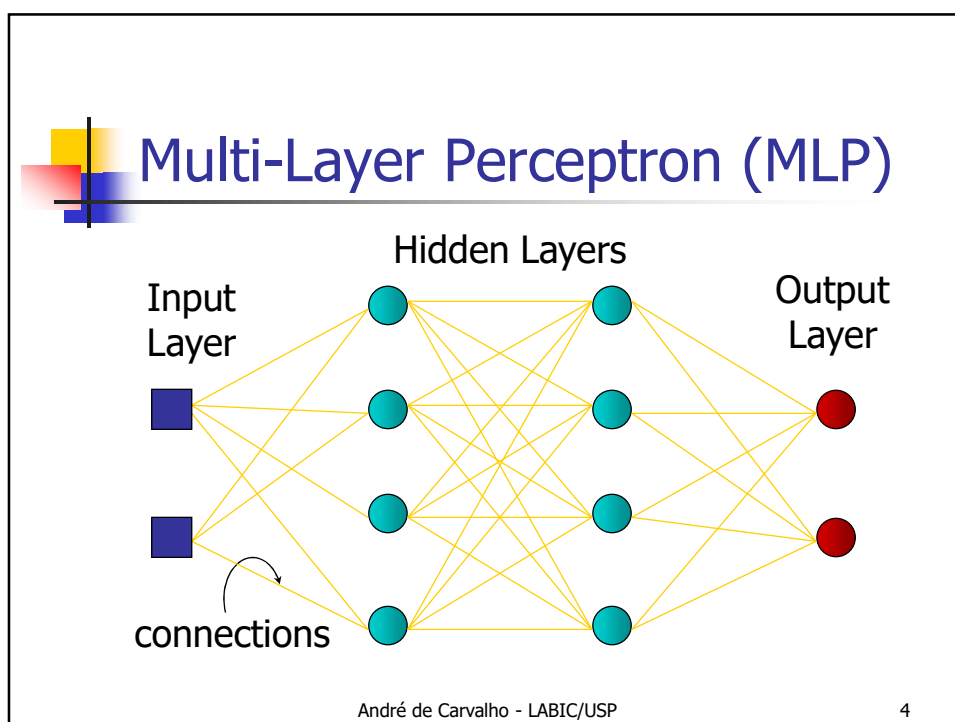 Multi-Layer Perceptron (MLP)
Hidden Layers
Input
Layer
Output
Layer
connections
André de Carvalho - LABIC/USP
4